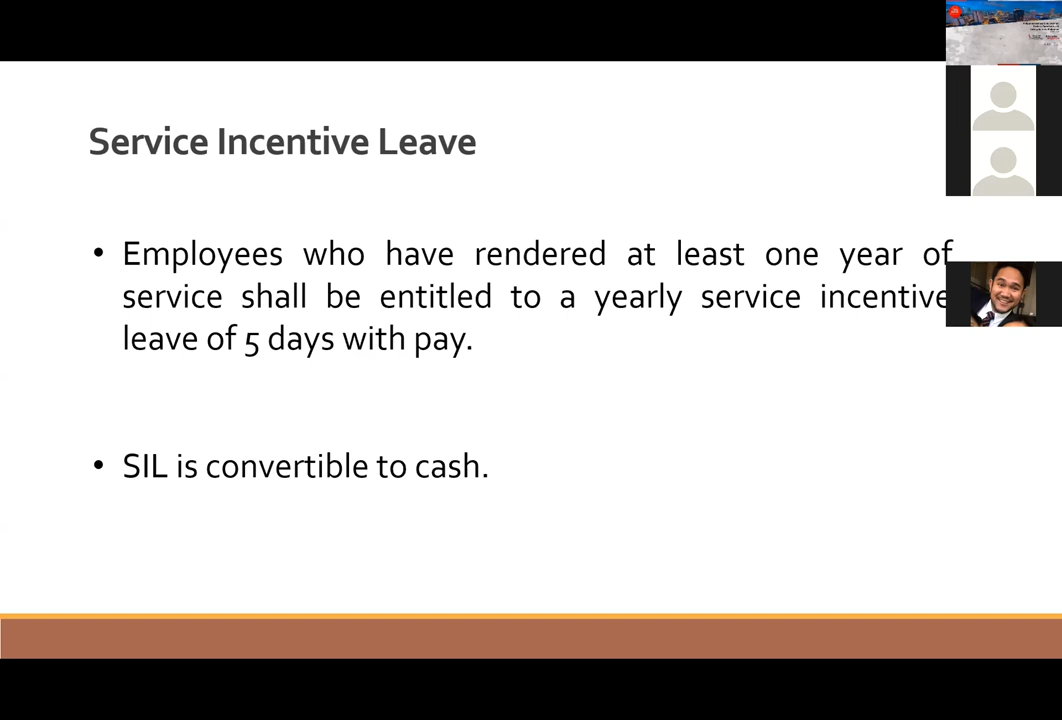 Service Incentive Leave
• Employees who have rendered at least one year of
service shall be entitled to a yearly service incentive
leave of 5 days with pay.
• SIL is convertible to cash.